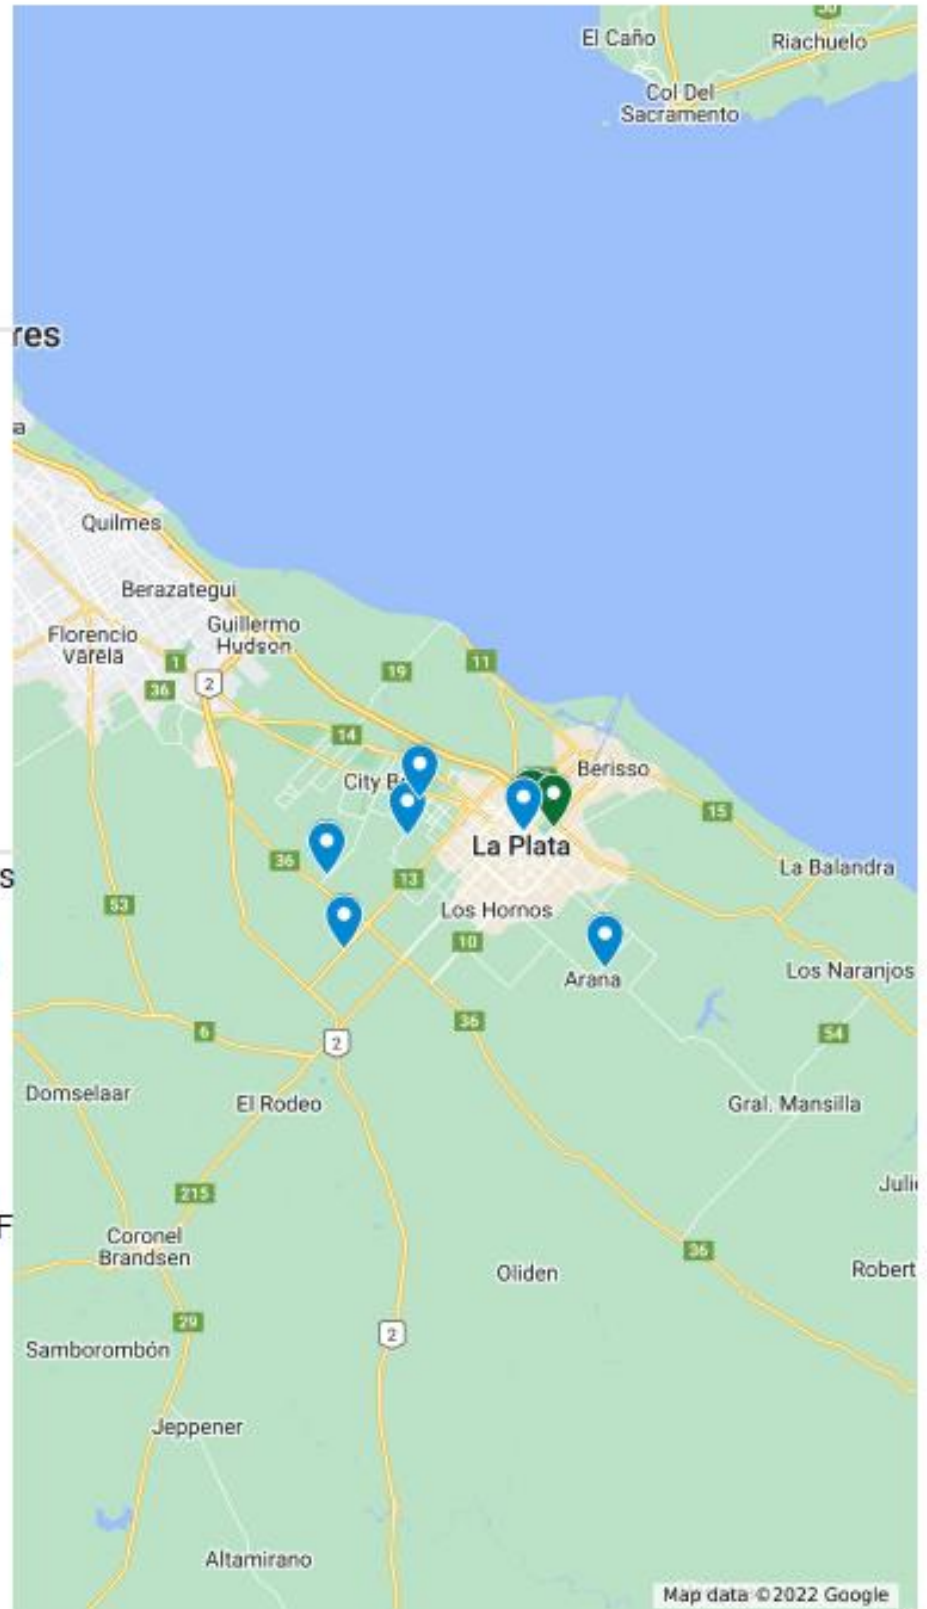 30
El Caño
Riachuelo
Col Del
Sacramento
res
a
Quilmes
Berazategui
Guillermo
Hudson
Florencio
Varela
1
19
11
36
2
14
City B
Berisso
15
La Plata
36
La Balandra
s
13
53
Los Hornos
10
Arana
Los Naranjos
36
6
54
2
Domselaar
El Rodeo
Gral. Mansilla
215
Juli
F
Coronel
Brandsen
36
Oliden
Robert
29
2
Samborombón
Jeppener
Altamirano
Map data ©2022 Google